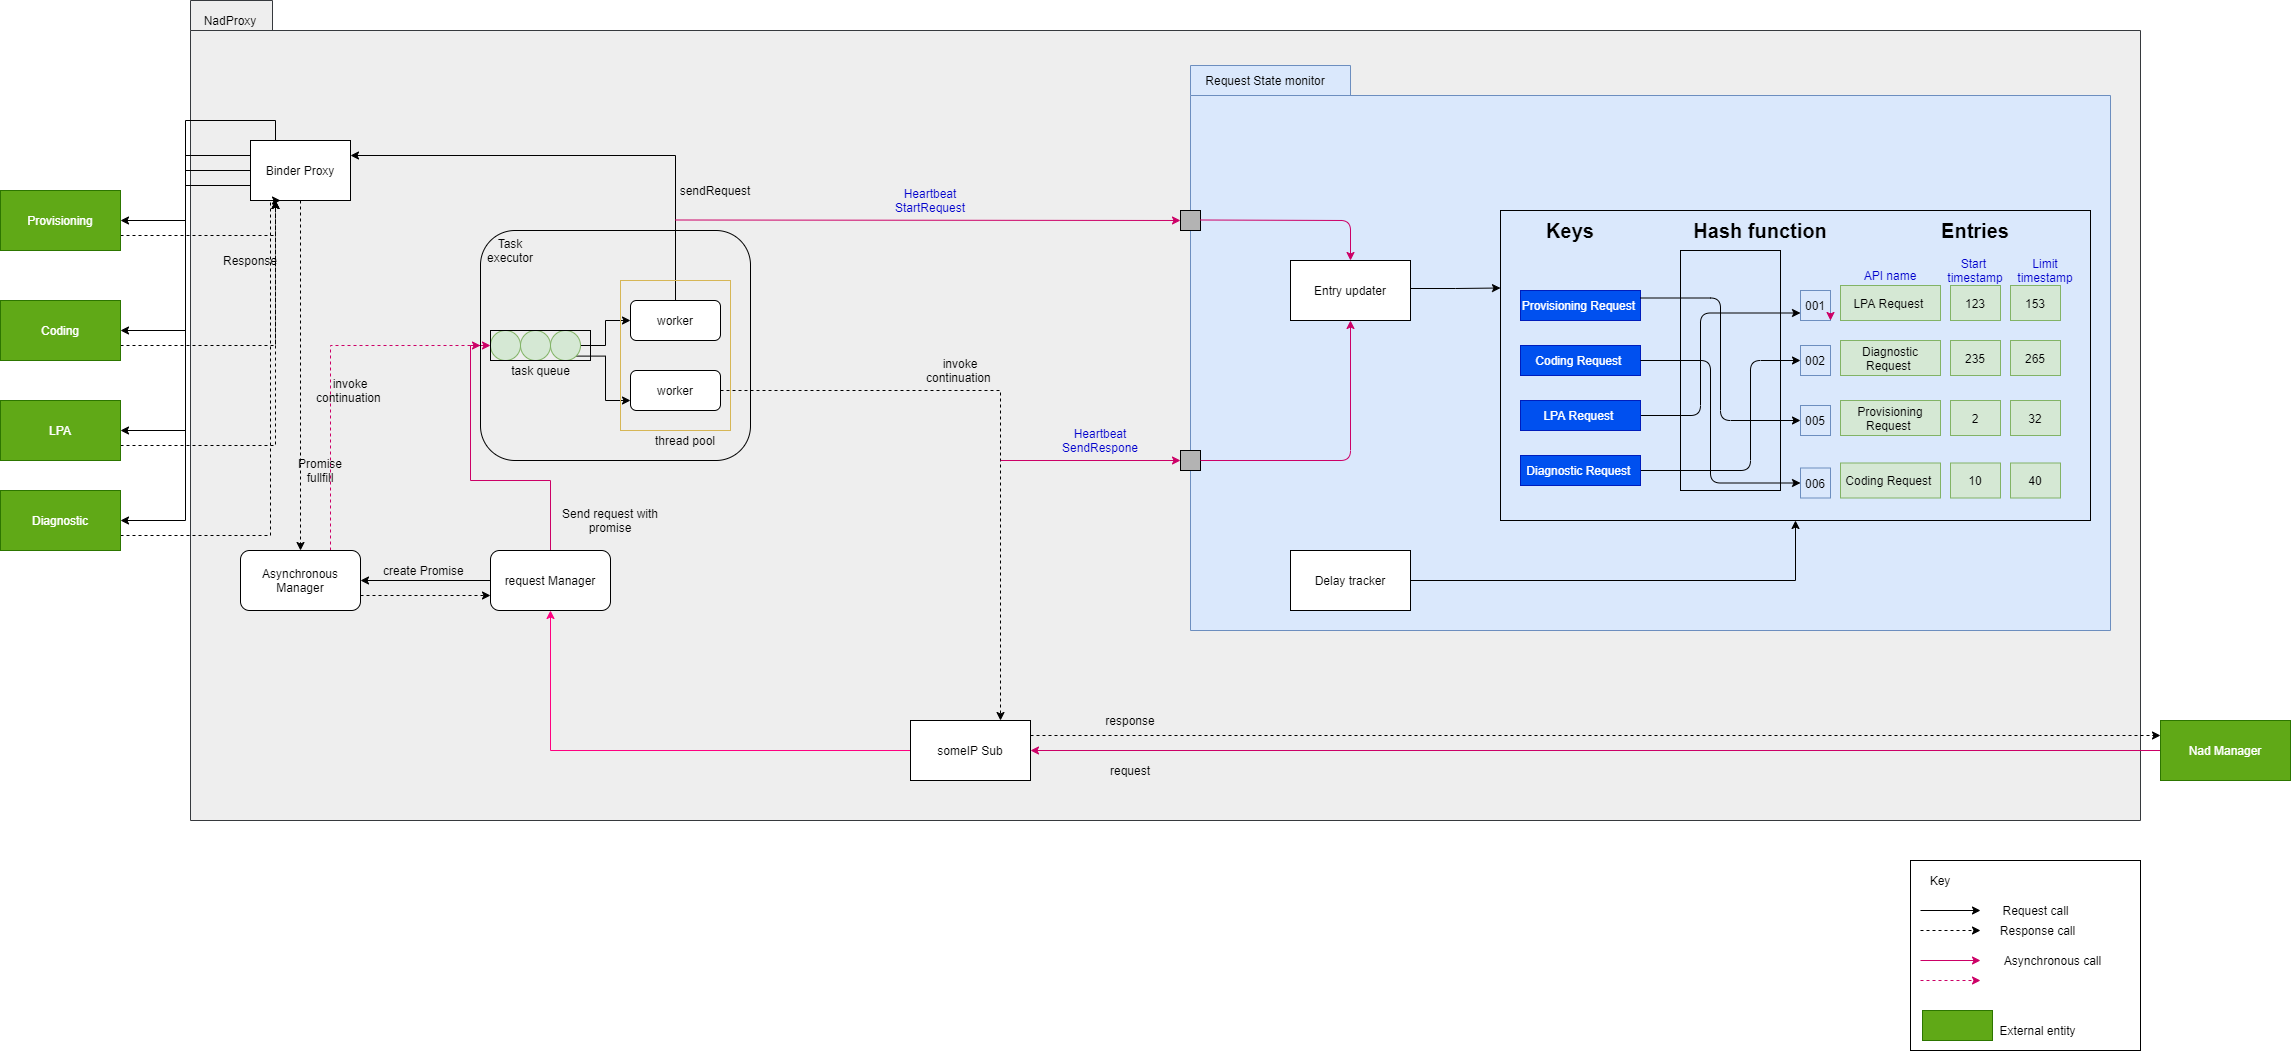 NadProxy
Request State monitor
Binder Proxy
sendRequest
Heartbeat
StartRequest
Provisioning
Response
Task
executor
Keys
Hash function
Entries
API name
Start
timestamp
Limit
timestamp
Entry updater
Provisioning Request
001
LPA Request
123
153
Coding
worker
task queue
Coding Request
002
Diagnostic
Request
235
265
invoke
continuation
worker
invoke
continuation
LPA Request
005
Provisioning
Request
2
32
LPA
thread pool
Heartbeat
SendRespone
Promise
fullfill
Diagnostic Request
006
Coding Request
10
40
Diagnostic
Send request with
promise
Asynchronous
Manager
create Promise
request Manager
Delay tracker
response
someIP Sub
Nad Manager
request
Key
Request call
Response call
Asynchronous call
External entity